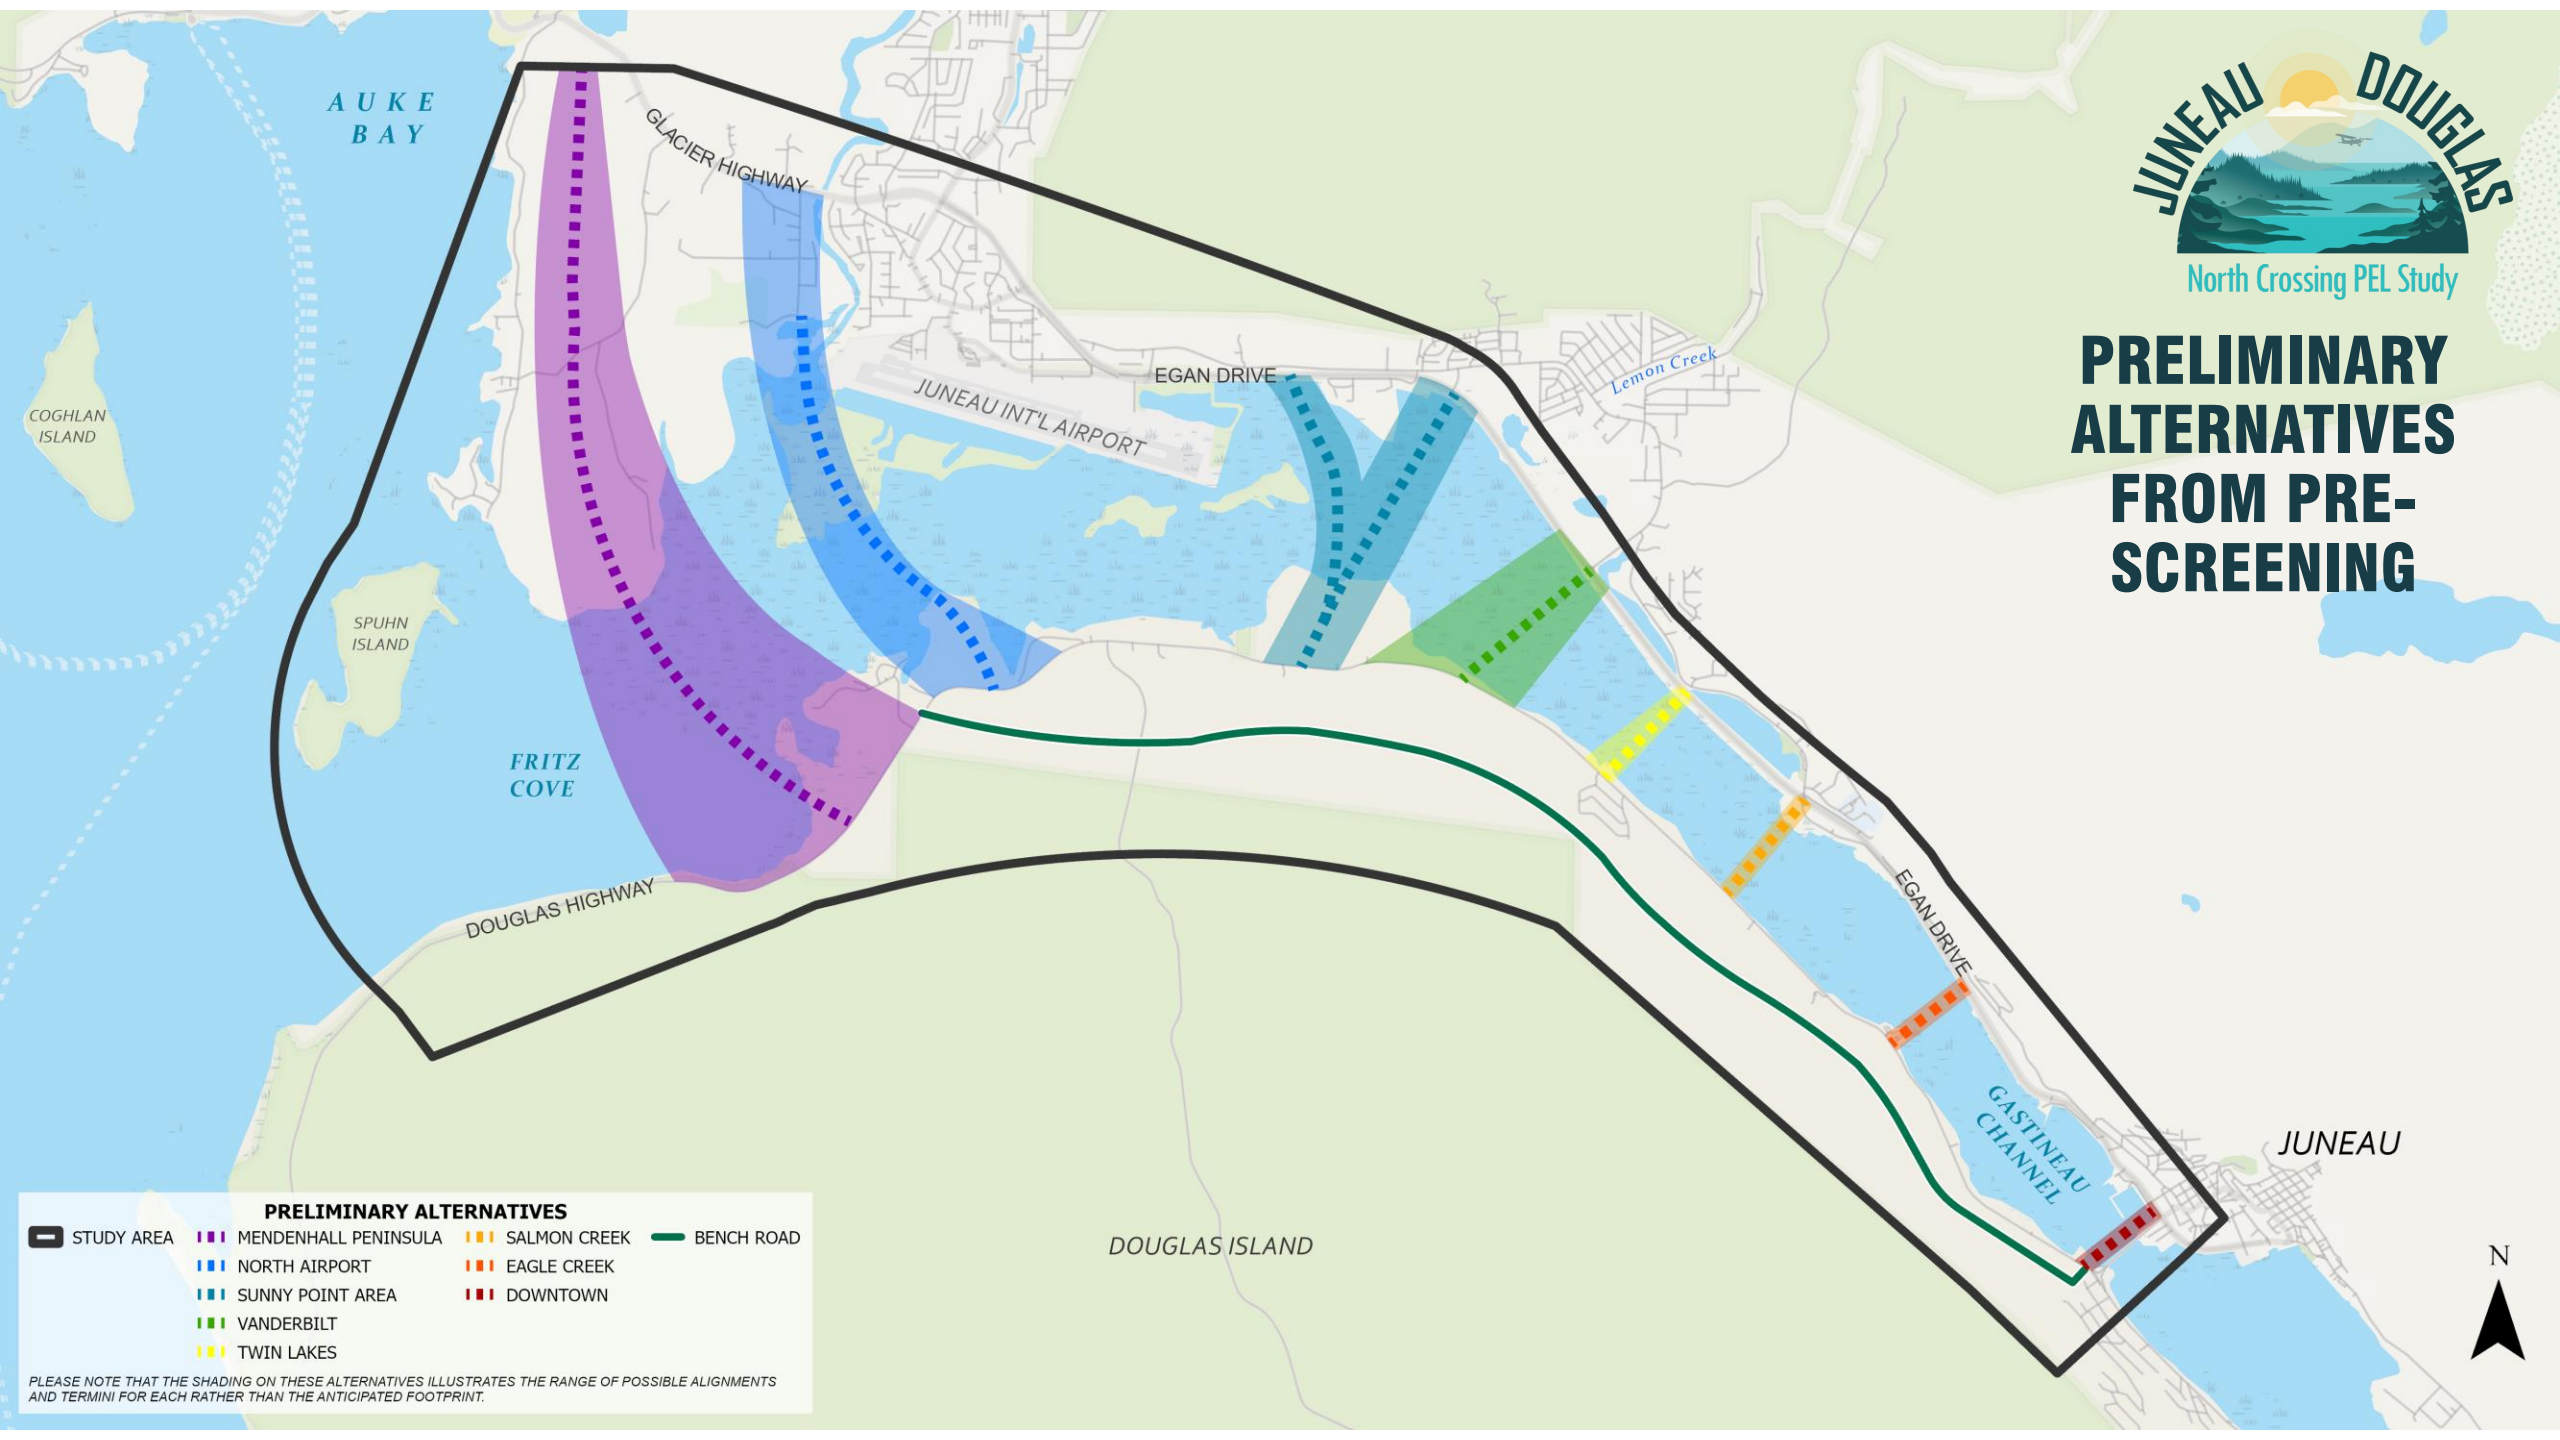 JUNEAU DOUGLAS
North Crossing PEL Study
PRELIMINARY
ALTERNATIVES
FROM PRE-
SCREENING
AUKE
BAY
GLACIER HIGHWAY
COGHLAN
ISLAND
EGAN DRIVE
JUNEAU INT'L AIRPORT
Lemon Creek
SPUHN
ISLAND
FRITZ
COVE
DOUGLAS HIGHWAY
EGAN DRIVE
GASTINEAU
CHANNEL
JUNEAU
DOUGLAS ISLAND
N
PRELIMINARY ALTERNATIVES
STUDY AREA
MENDENHALL PENINSULA
NORTH AIRPORT
SUNNY POINT AREA
VANDERBILT
TWIN LAKES
SALMON CREEK
EAGLE CREEK
DOWNTOWN
BENCH ROAD
PLEASE NOTE THAT THE SHADING ON THESE ALTERNATIVES ILLUSTRATES THE RANGE OF POSSIBLE ALIGNMENTS
AND TERMINI FOR EACH RATHER THAN THE ANTICIPATED FOOTPRINT.